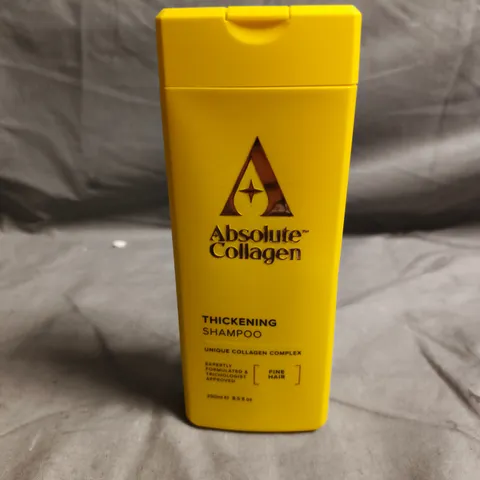 Absolute™
Collagen
THICKENING
SHAMPOO
UNIQUE COLLAGEN COMPLEX
EXPERTLY
FORMULATED &
TRICHOLOGIST
APPROVED
FINE
HAIR